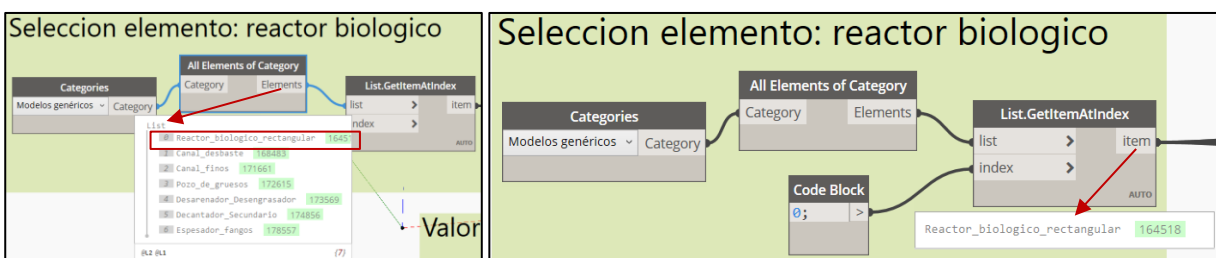 Seleccion elemento: reactor biologico
All Elements of Category
Category Elements
Categories
Modelos genéricos Category
List.GetItemAtIndex
list > item
index >
AUTO
List
0 Reactor_biologico_rectangular 16451
1 Canal_desbaste 168483
2 Canal_finos 171661
3 Pozo_de_gruesos 172615
4 Desarenador_Desengrasador 173569
5 Decantador_Secundario 174856
6 Espesador_fangos 178557
@L2 @L1 {7}
Valor
Seleccion elemento: reactor biologico
All Elements of Category
Category Elements
Categories
Modelos genéricos Category
List.GetItemAtIndex
list > item
index >
AUTO
Code Block
0; >
Reactor_biologico_rectangular 164518